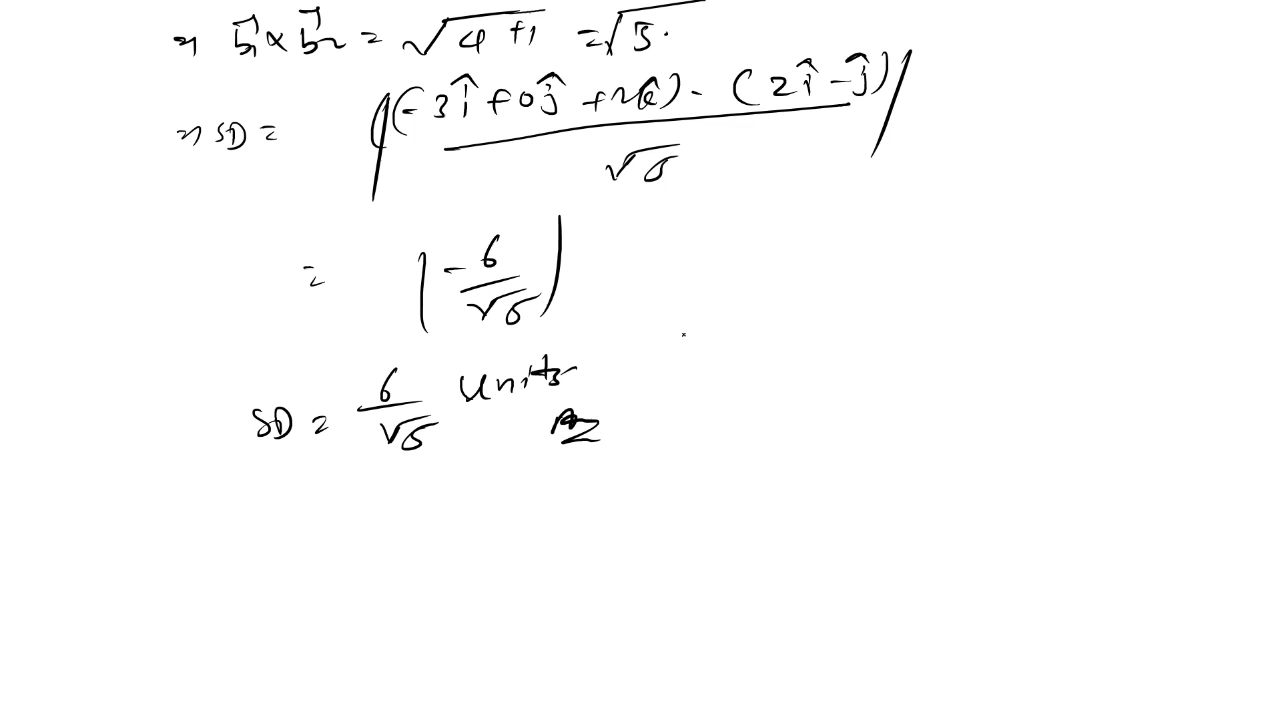 ⇒ b⃗₁ × b⃗₂ = √(4+1) = √5.
⇒ SD = |((-3î + 0ĵ + 2k̂) · (2î - ĵ))/√5|
= |-6/√5|
SD = 6/√5 units